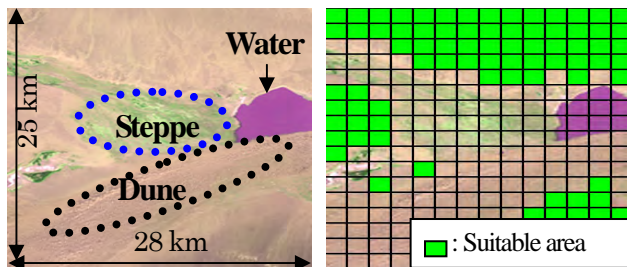 Water
Steppe
25 km
Dune
28 km
: Suitable area